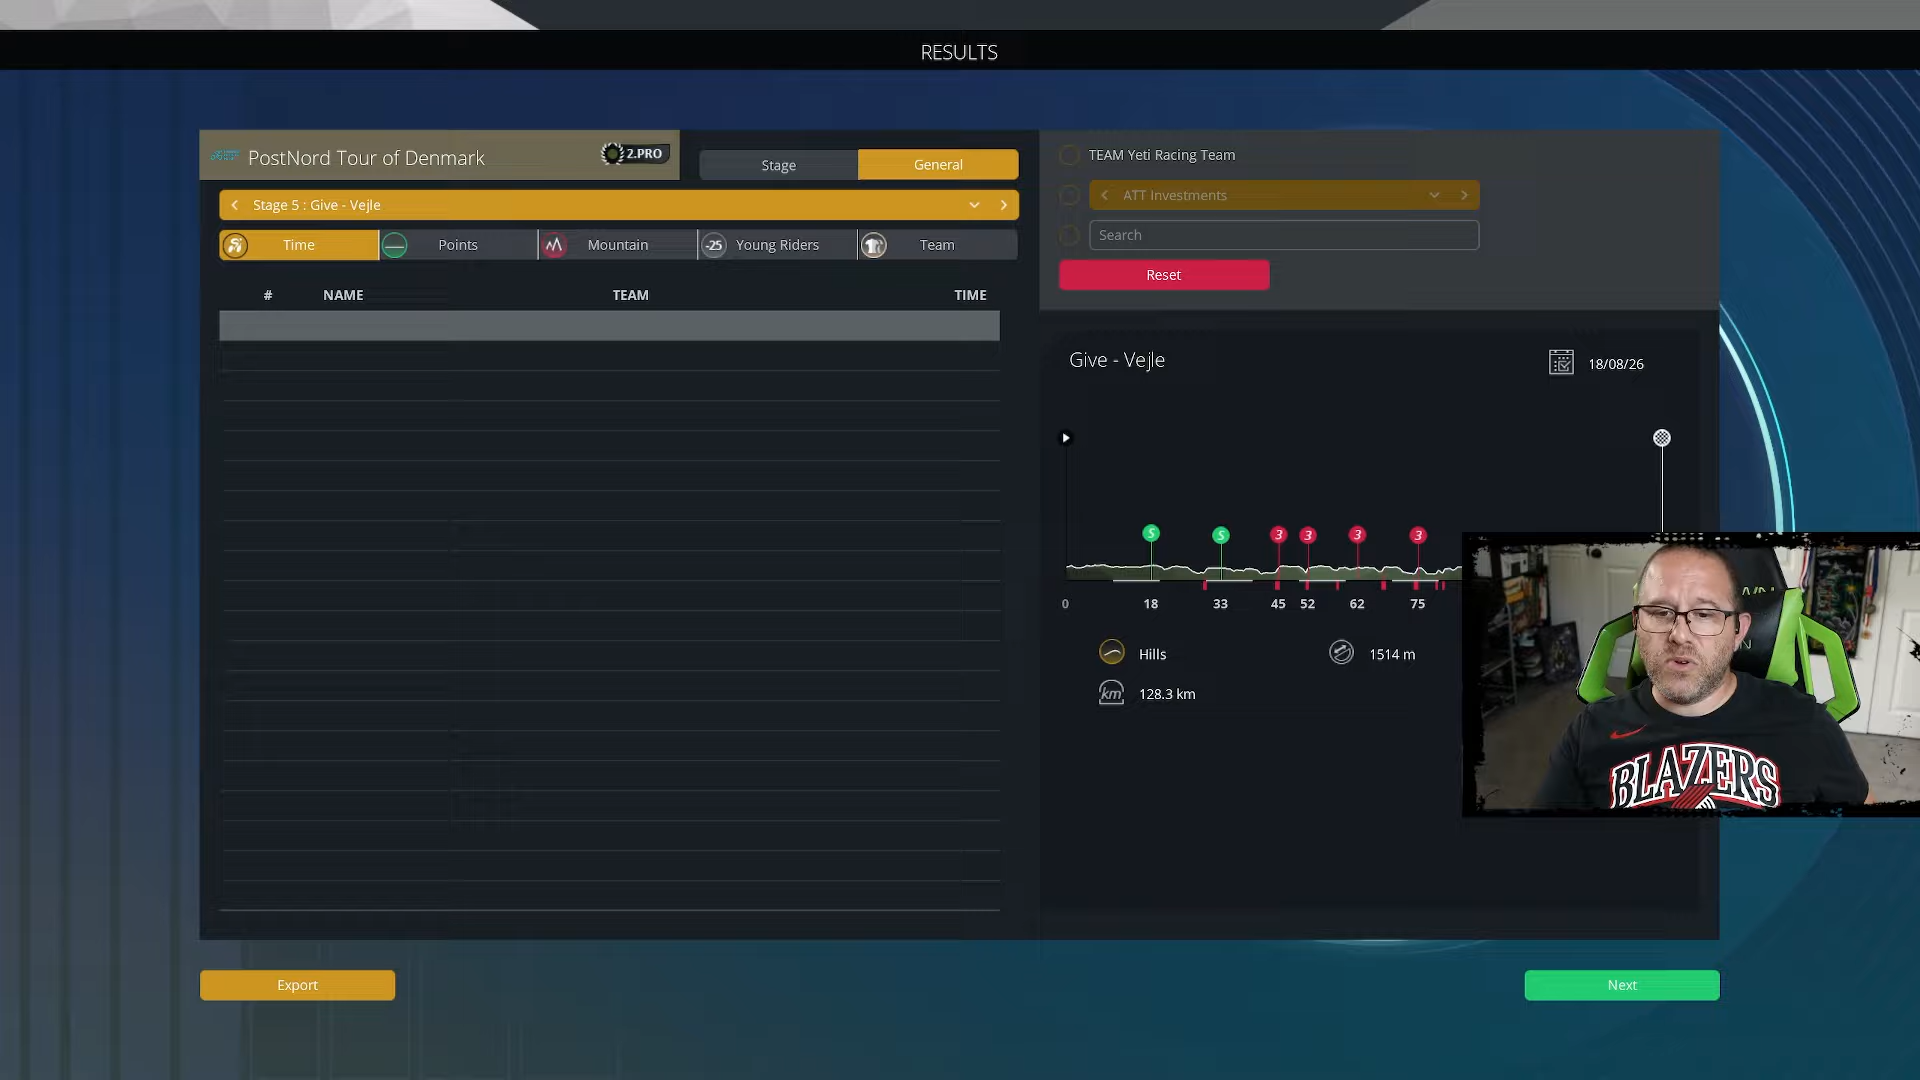 RESULTS
PostNord Tour of Denmark
2.PRO
Stage
General
Stage 5 : Give - Vejle
Time
Points
Mountain
-25 Young Riders
Team
# NAME TEAM TIME
TEAM Yeti Racing Team
ATT Investments
Search
Reset
Give - Vejle
18/08/26
S S 3 3 3 3
0 18 33 45 52 62 75
Hills
1514 m
km 128.3 km
BLAZERS
Export
Next